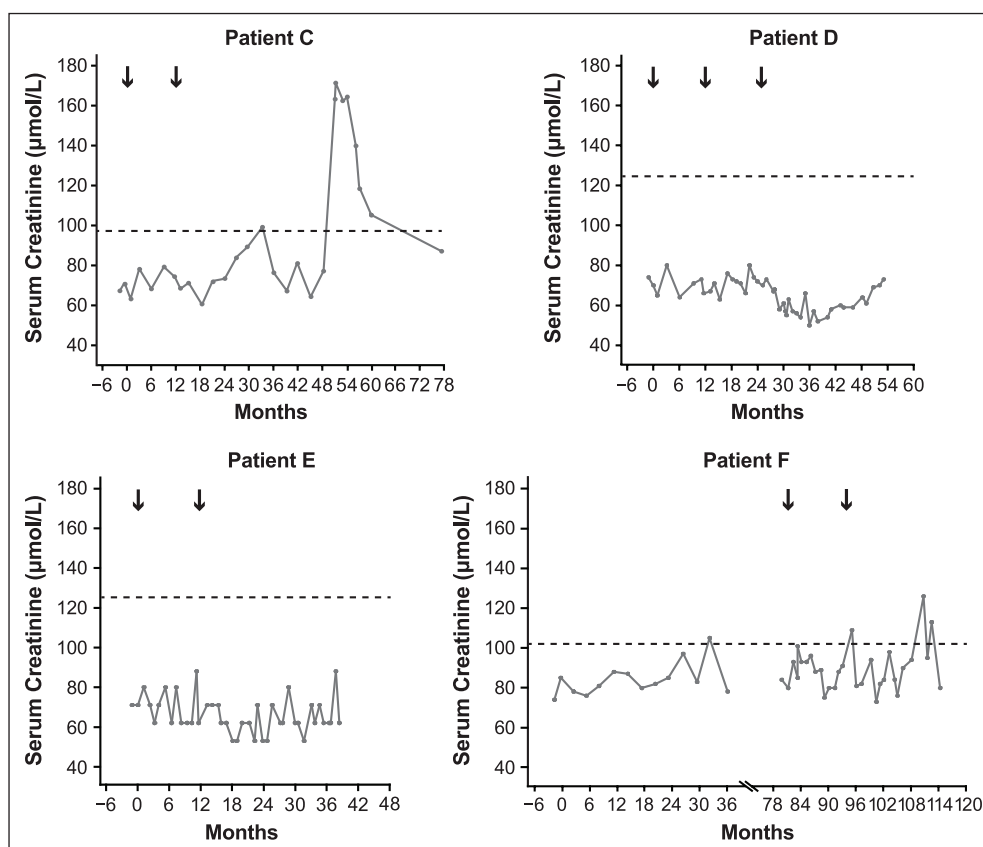 Patient C
Serum Creatinine (µmol/L)
180
160
140
120
100
80
60
40
−6 0 6 12 18 24 30 36 42 48 54 60 66 72 78
Months
Patient D
Serum Creatinine (µmol/L)
180
160
140
120
100
80
60
40
−6 0 6 12 18 24 30 36 42 48 54 60
Months
Patient E
Serum Creatinine (µmol/L)
180
160
140
120
100
80
60
40
−6 0 6 12 18 24 30 36 42 48
Months
Patient F
Serum Creatinine (µmol/L)
180
160
140
120
100
80
60
40
−6 0 6 12 18 24 30 36 78 84 90 96 102 108 114 120
Months